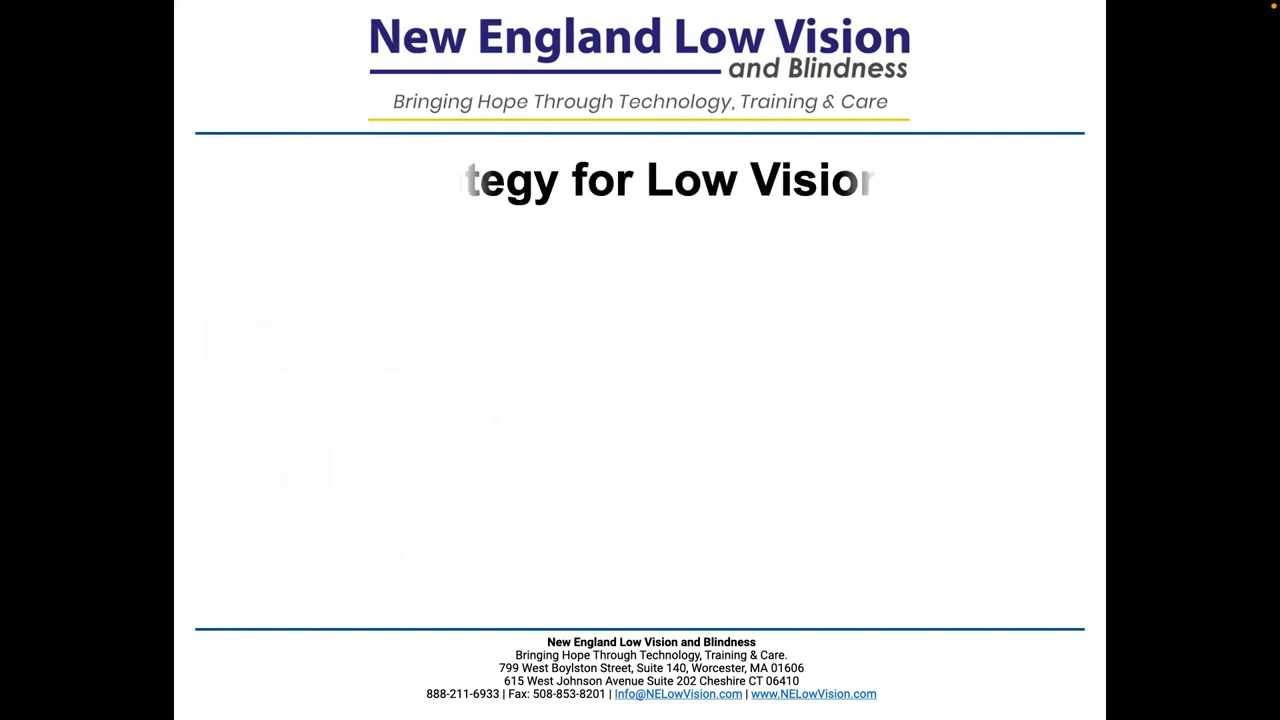 New England Low Vision
and Blindness
Bringing Hope Through Technology, Training & Care
for Low
New England Low Vision and Blindness
Bringing Hope Through Technology, Training & Care.
799 West Boylston Street, Suite 140, Worcester, MA 01606
615 West Johnson Avenue Suite 202 Cheshire CT 06410
888-211-6933 | Fax: 508-853-8201 | Info@NELowVision.com | www.NELowVision.com